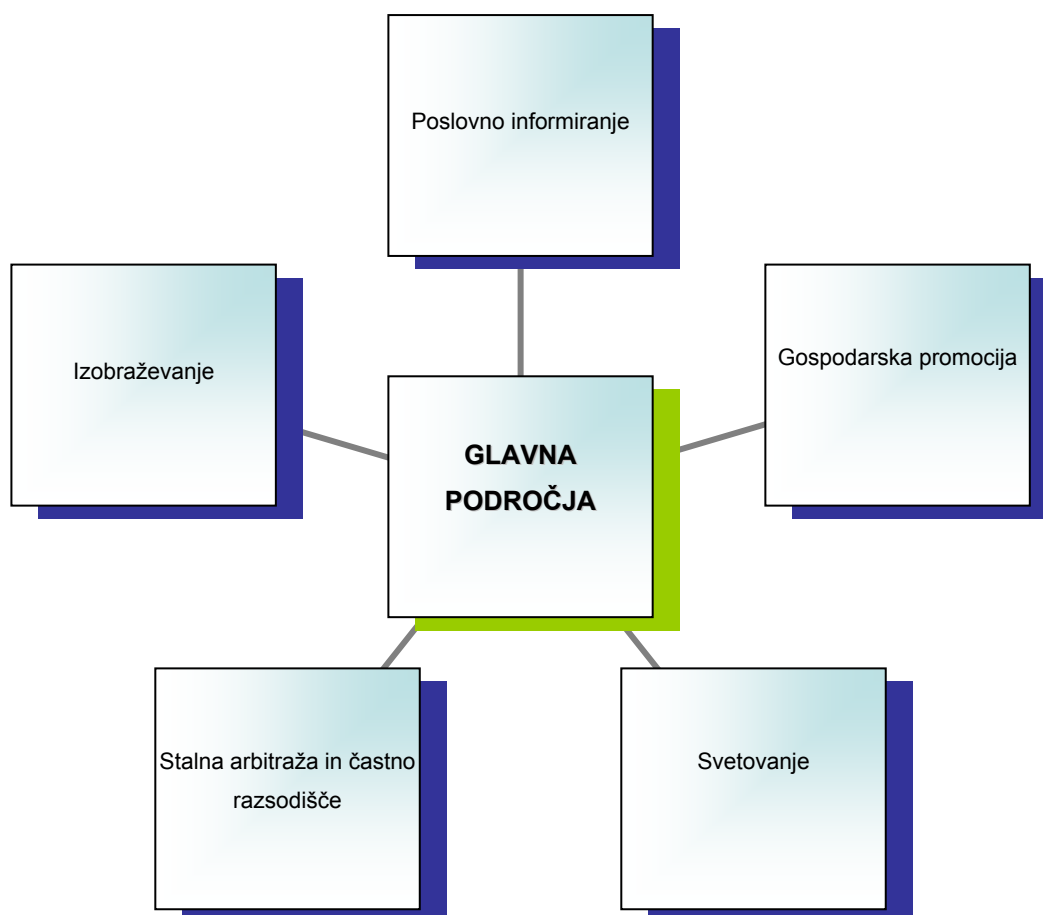 Poslovno informiranje
Izobraževanje
Gospodarska promocija
GLAVNA
PODROČJA
Stalna arbitraža in častno
razsodišče
Svetovanje